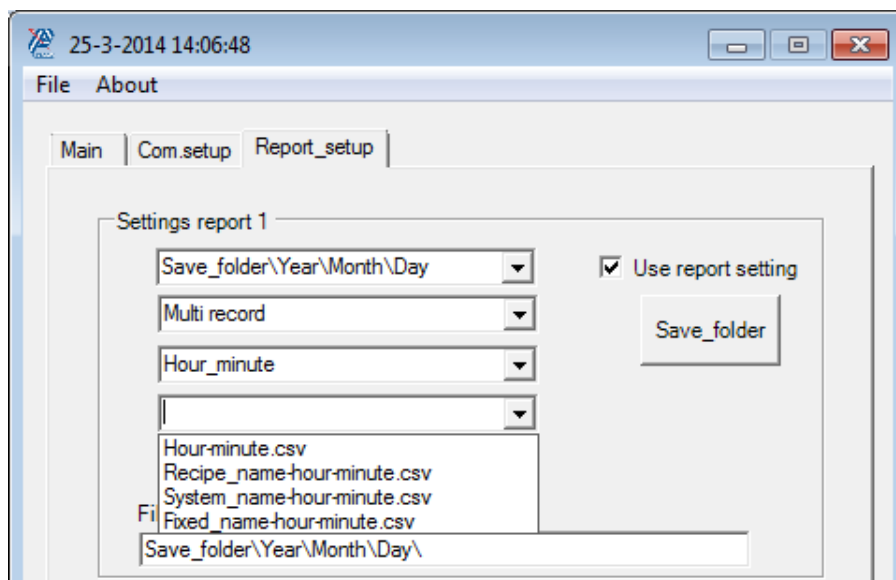 25-3-2014 14:06:48
File About
Main Com.setup Report_setup
Settings report 1
Save_folder\Year\Month\Day
Use report setting
Multi record
Save_folder
Hour_minute
Hour-minute.csv
Recipe_name-hour-minute.csv
System_name-hour-minute.csv
Fixed_name-hour-minute.csv
Save_folder\Year\Month\Day\